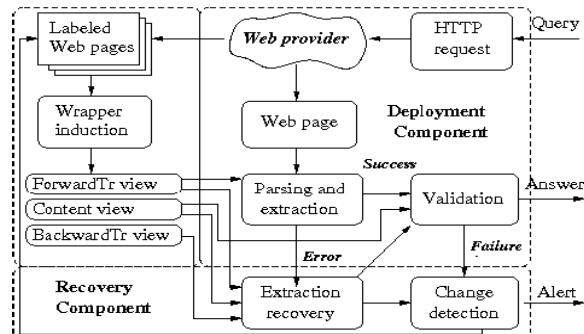 Labeled
Web pages
Web provider
HTTP
request
Query
Wrapper
induction
Web page
Deployment
Component
Success
ForwardTr view
Content view
BackwardTr view
Parsing and
extraction
Validation
Answer
Error
Failure
Recovery
Component
Extraction
recovery
Change
detection
Alert